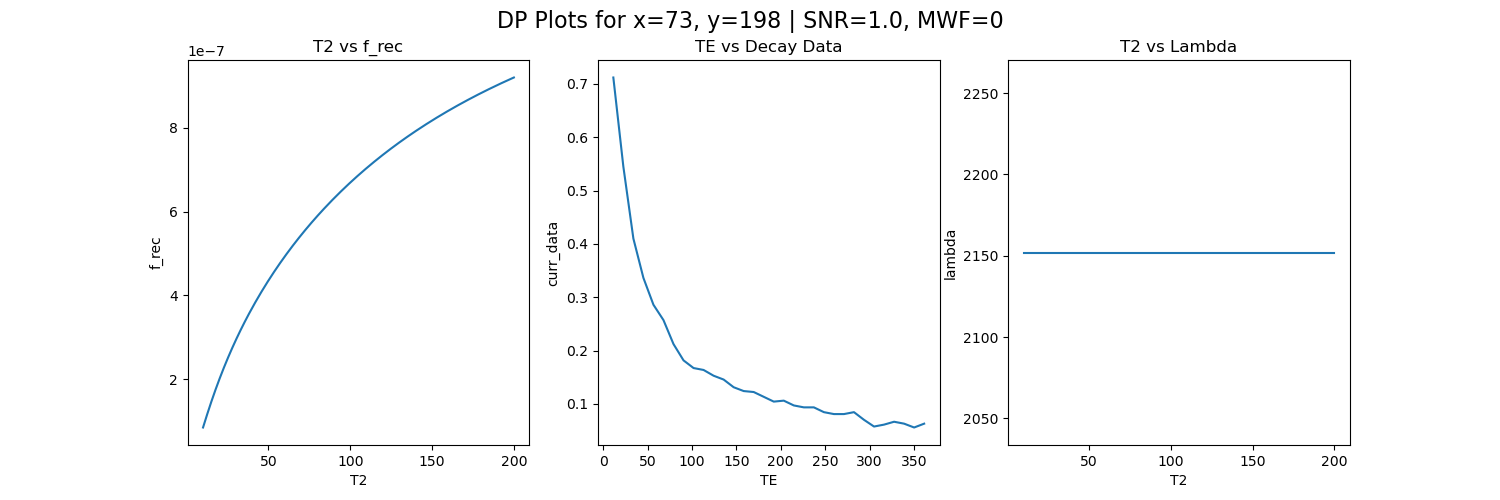 DP Plots for x=73, y=198 | SNR=1.0, MWF=0
T2 vs f_rec
1e−7
8
6
4
2
50 100 150 200
T2
f_rec
TE vs Decay Data
0.7
0.6
0.5
0.4
0.3
0.2
0.1
0 50 100 150 200 250 300 350
TE
curr_data
T2 vs Lambda
2250
2200
2150
2100
2050
50 100 150 200
T2
lambda